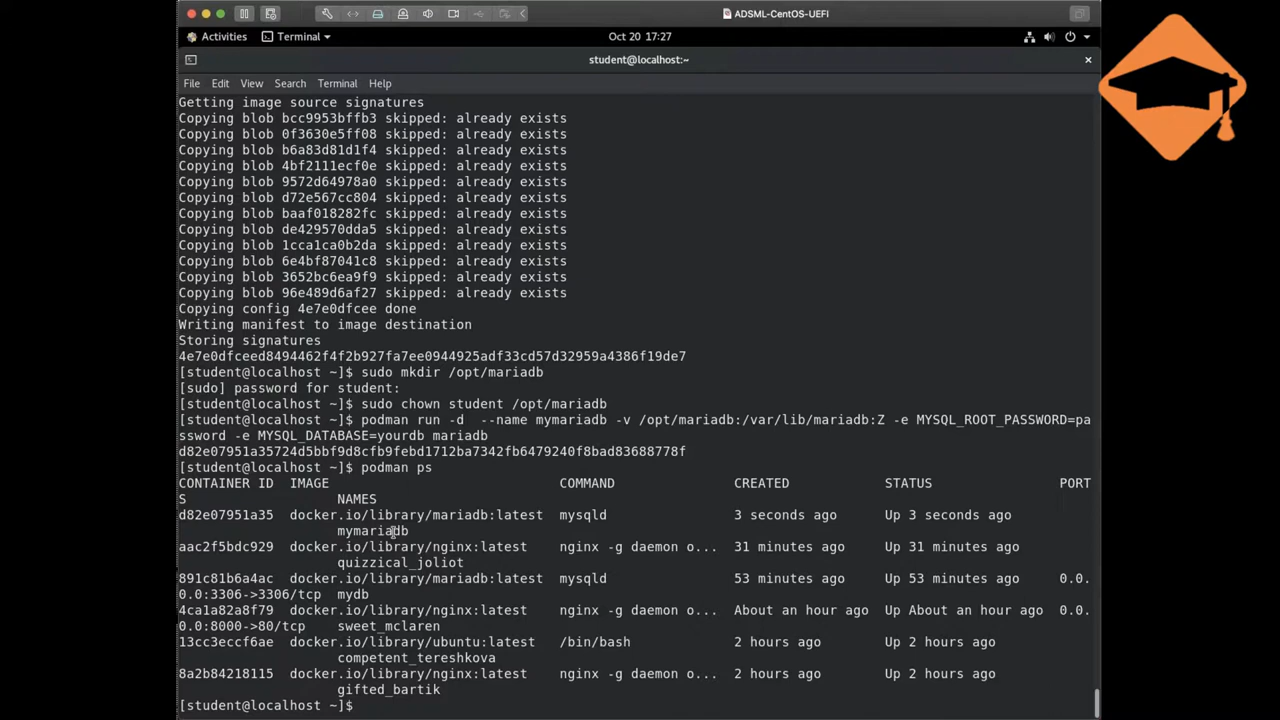 ADSML-CentOS-UEFI
Activities Terminal Oct 20 17:27
student@localhost:~
File Edit View Search Terminal Help
Getting image source signatures
Copying blob bcc9953bffb3 skipped: already exists
Copying blob 0f3630e5ff08 skipped: already exists
Copying blob b6a83d81d1f4 skipped: already exists
Copying blob 4bf2111ecf0e skipped: already exists
Copying blob 9572d64978a0 skipped: already exists
Copying blob d72e567cc804 skipped: already exists
Copying blob baaf018282fc skipped: already exists
Copying blob de429570dda5 skipped: already exists
Copying blob 1cca1ca0b2da skipped: already exists
Copying blob 6e4bf87041c8 skipped: already exists
Copying blob 3652bc6ea9f9 skipped: already exists
Copying blob 96e489d6af27 skipped: already exists
Copying config 4e7e0dfcee done
Writing manifest to image destination
Storing signatures
4e7e0dfceed8494462f4f2b927fa7ee0944925adf33cd57d32959a4386f19de7
[student@localhost ~]$ sudo mkdir /opt/mariadb
[sudo] password for student:
[student@localhost ~]$ sudo chown student /opt/mariadb
[student@localhost ~]$ podman run -d  --name mymariadb -v /opt/mariadb:/var/lib/mariadb:Z -e MYSQL_ROOT_PASSWORD=pa
ssword -e MYSQL_DATABASE=yourdb mariadb
d82e07951a35724d5bbf9d8cfb9febd1712ba7342fb6479240f8bad83688778f
[student@localhost ~]$ podman ps
CONTAINER ID  IMAGE                             COMMAND               CREATED            STATUS                PORT
S                   NAMES
d82e07951a35  docker.io/library/mariadb:latest  mysqld                3 seconds ago      Up 3 seconds ago
                    mymariadb
aac2f5bdc929  docker.io/library/nginx:latest    nginx -g daemon o...  31 minutes ago     Up 31 minutes ago
                    quizzical_joliot
891c81b6a4ac  docker.io/library/mariadb:latest  mysqld                53 minutes ago     Up 53 minutes ago     0.0.
0.0:3306->3306/tcp  mydb
4ca1a82a8f79  docker.io/library/nginx:latest    nginx -g daemon o...  About an hour ago  Up About an hour ago  0.0.
0.0:8000->80/tcp    sweet_mclaren
13cc3eccf6ae  docker.io/library/ubuntu:latest   /bin/bash             2 hours ago        Up 2 hours ago
                    competent_tereshkova
8a2b84218115  docker.io/library/nginx:latest    nginx -g daemon o...  2 hours ago        Up 2 hours ago
                    gifted_bartik
[student@localhost ~]$